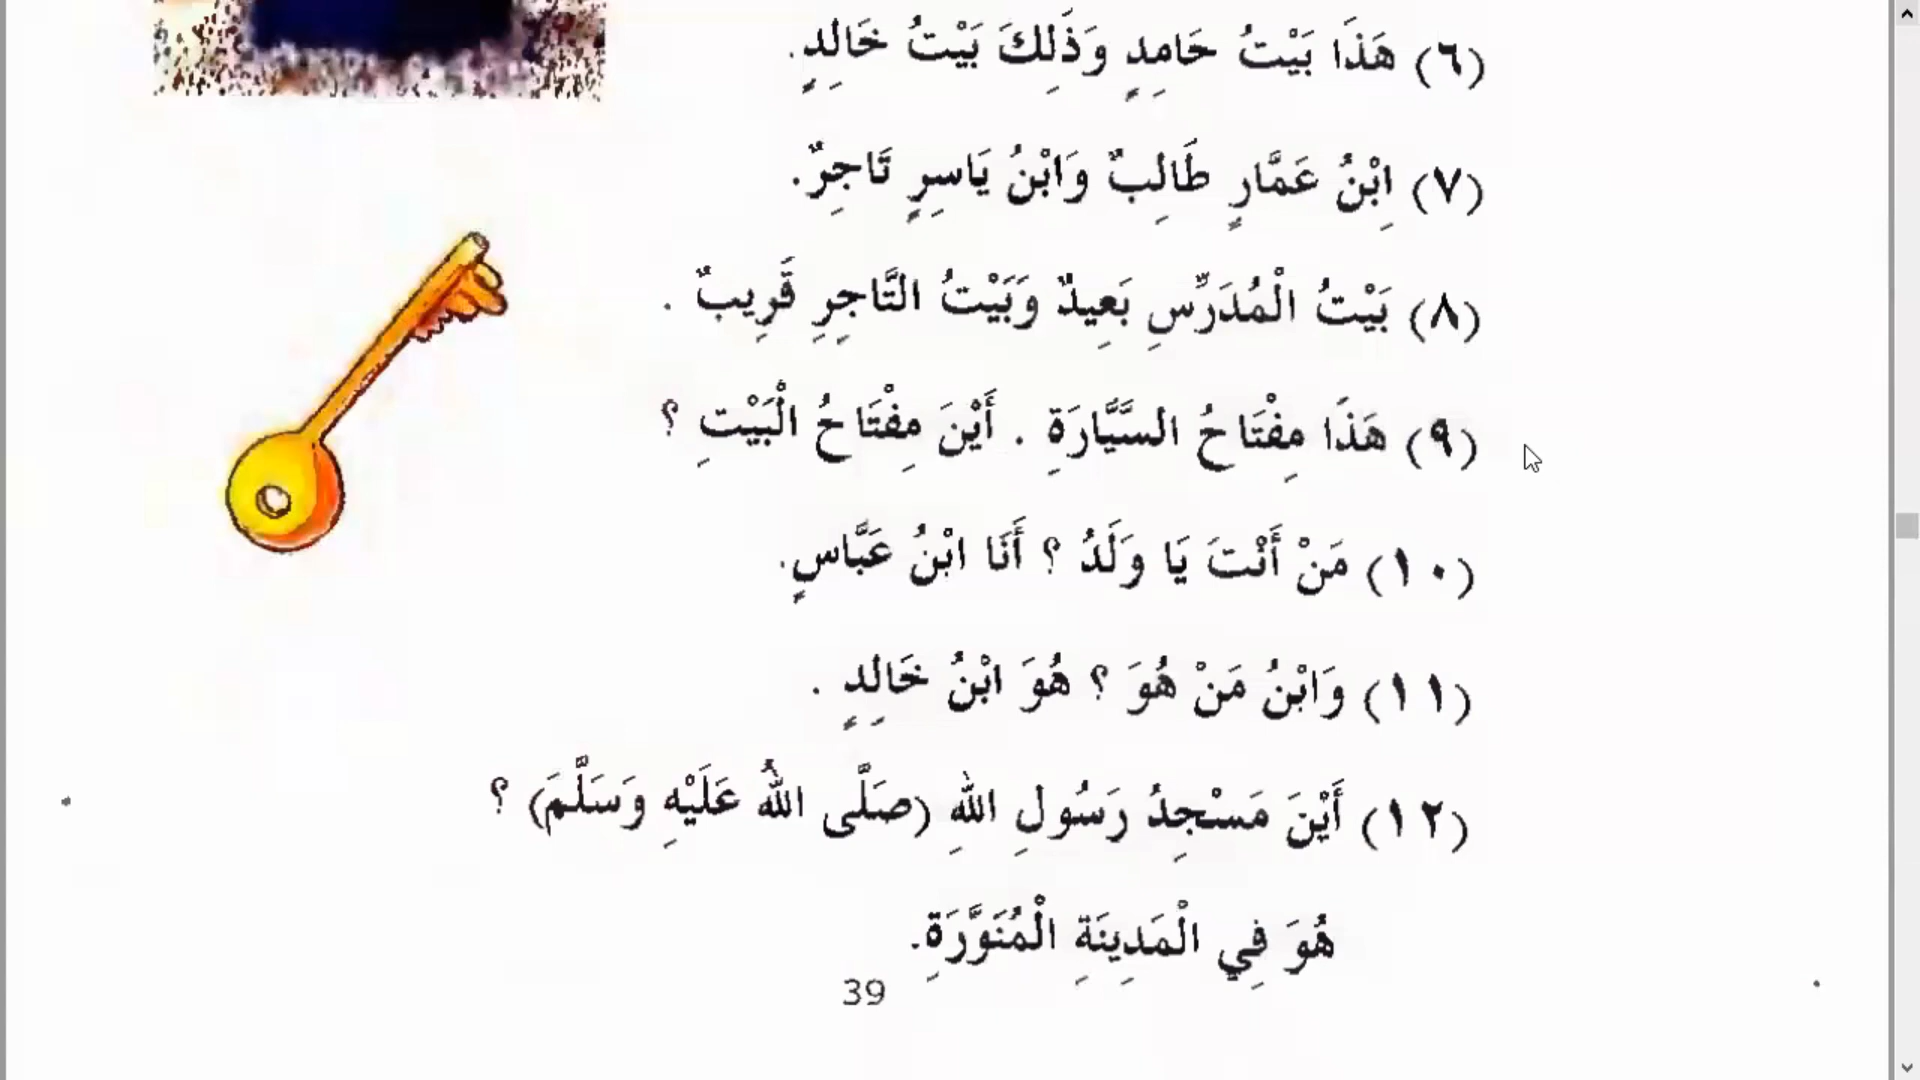 (٦) هَذَا بَيْتُ حَامِدٍ وَذَلِكَ بَيْتُ خَالِدٍ.
(٧) اِبْنُ عَمَّارٍ طَالِبٌ وَابْنُ يَاسِرٍ تَاجِرٌ.
(٨) بَيْتُ الْمُدَرِّسِ بَعِيدٌ وَبَيْتُ التَّاجِرِ قَرِيبٌ .
(٩) هَذَا مِفْتَاحُ السَّيَّارَةِ . أَيْنَ مِفْتَاحُ الْبَيْتِ ؟
(١٠) مَنْ أَنْتَ يَا وَلَدُ ؟ أَنَا ابْنُ عَبَّاسٍ.
(١١) وَابْنُ مَنْ هُوَ ؟ هُوَ ابْنُ خَالِدٍ .
(١٢) أَيْنَ مَسْجِدُ رَسُولِ اللهِ (صَلَّى اللهُ عَلَيْهِ وَسَلَّمَ) ؟
هُوَ فِي الْمَدِينَةِ الْمُنَوَّرَةِ.
39